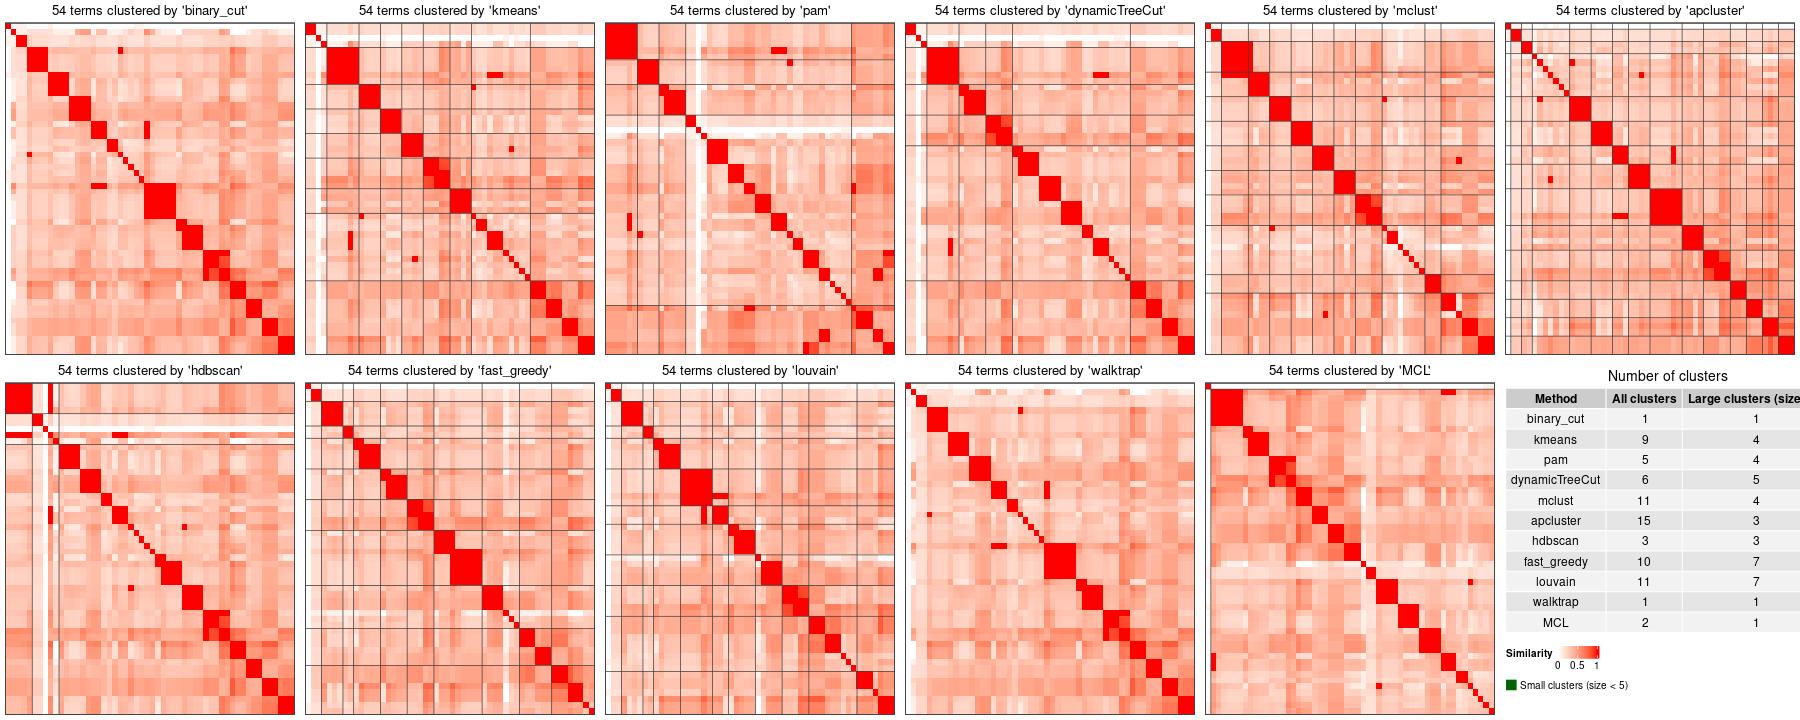 54 terms clustered by 'binary_cut'
54 terms clustered by 'kmeans'
54 terms clustered by 'pam'
54 terms clustered by 'dynamicTreeCut'
54 terms clustered by 'mclust'
54 terms clustered by 'apcluster'
54 terms clustered by 'hdbscan'
54 terms clustered by 'fast_greedy'
54 terms clustered by 'louvain'
54 terms clustered by 'walktrap'
54 terms clustered by 'MCL'
Number of clusters
Method All clusters Large clusters (size
binary_cut 1 1
kmeans 9 4
pam 5 4
dynamicTreeCut 6 5
mclust 11 4
apcluster 15 3
hdbscan 3 3
fast_greedy 10 7
louvain 11 7
walktrap 1 1
MCL 2 1
Similarity
0 0.5 1
Small clusters (size < 5)